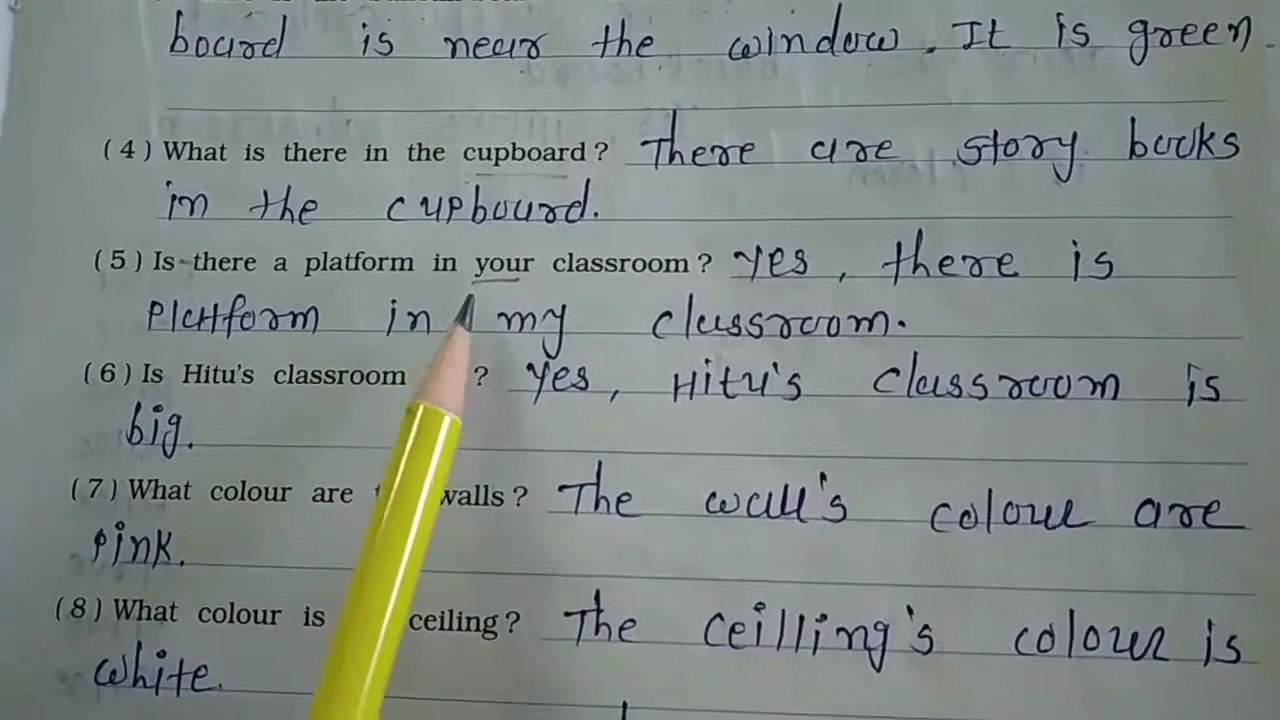 board is near the window. It is green.
(4) What is there in the cupboard? There are story books
in the cupboard.
(5) Is there a platform in your classroom? Yes, there is
platform in my classroom.
(6) Is Hitu's classroom ? Yes, Hitu's classroom is
big.
(7) What colour are walls? The wall's colour are
pink.
(8) What colour is ceiling? The ceilling's colour is
white.